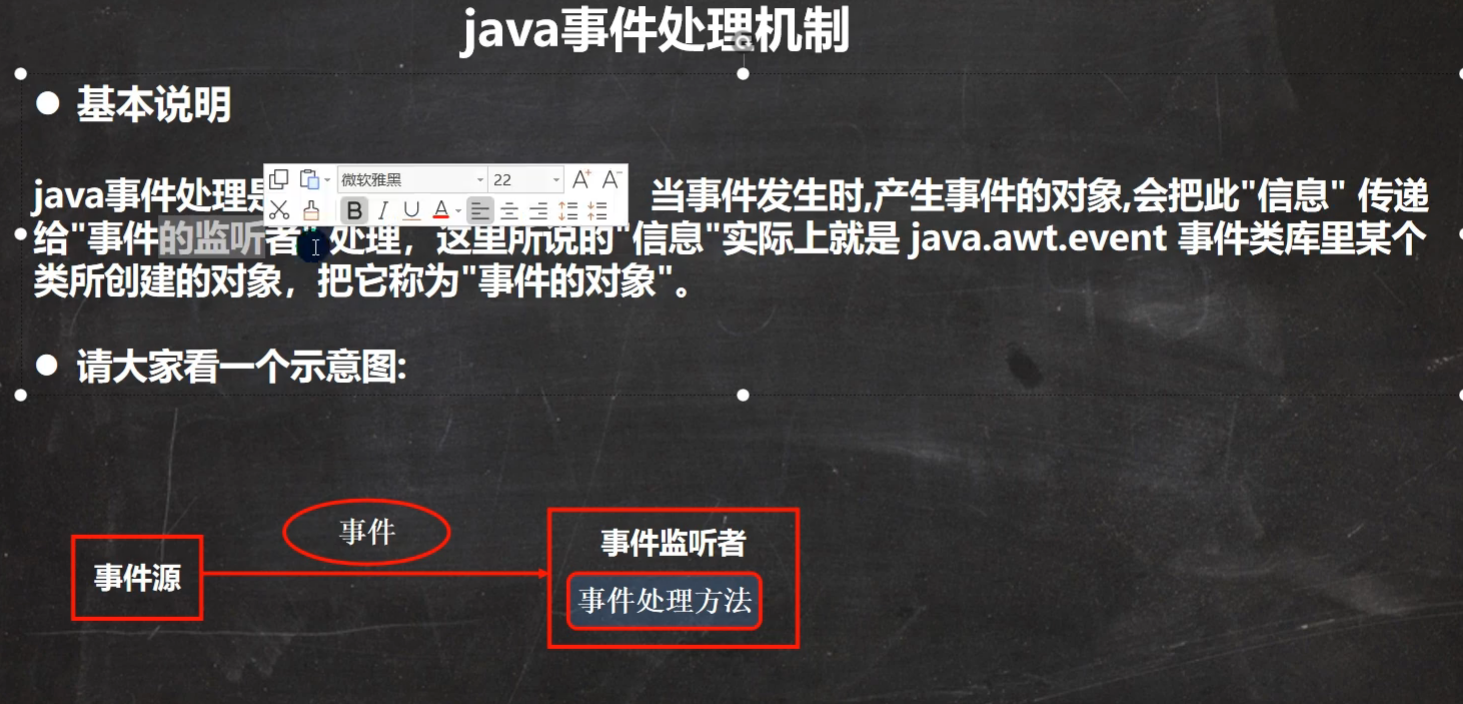 java事件处理机制
● 基本说明
微软雅黑 22
java事件处理是 当事件发生时,产生事件的对象,会把此"信息" 传递
B I U A
给"事件的监听者" 处理，这里所说的"信息"实际上就是 java.awt.event 事件类库里某个
类所创建的对象，把它称为"事件的对象"。
● 请大家看一个示意图:
事件
事件监听者
事件源
事件处理方法